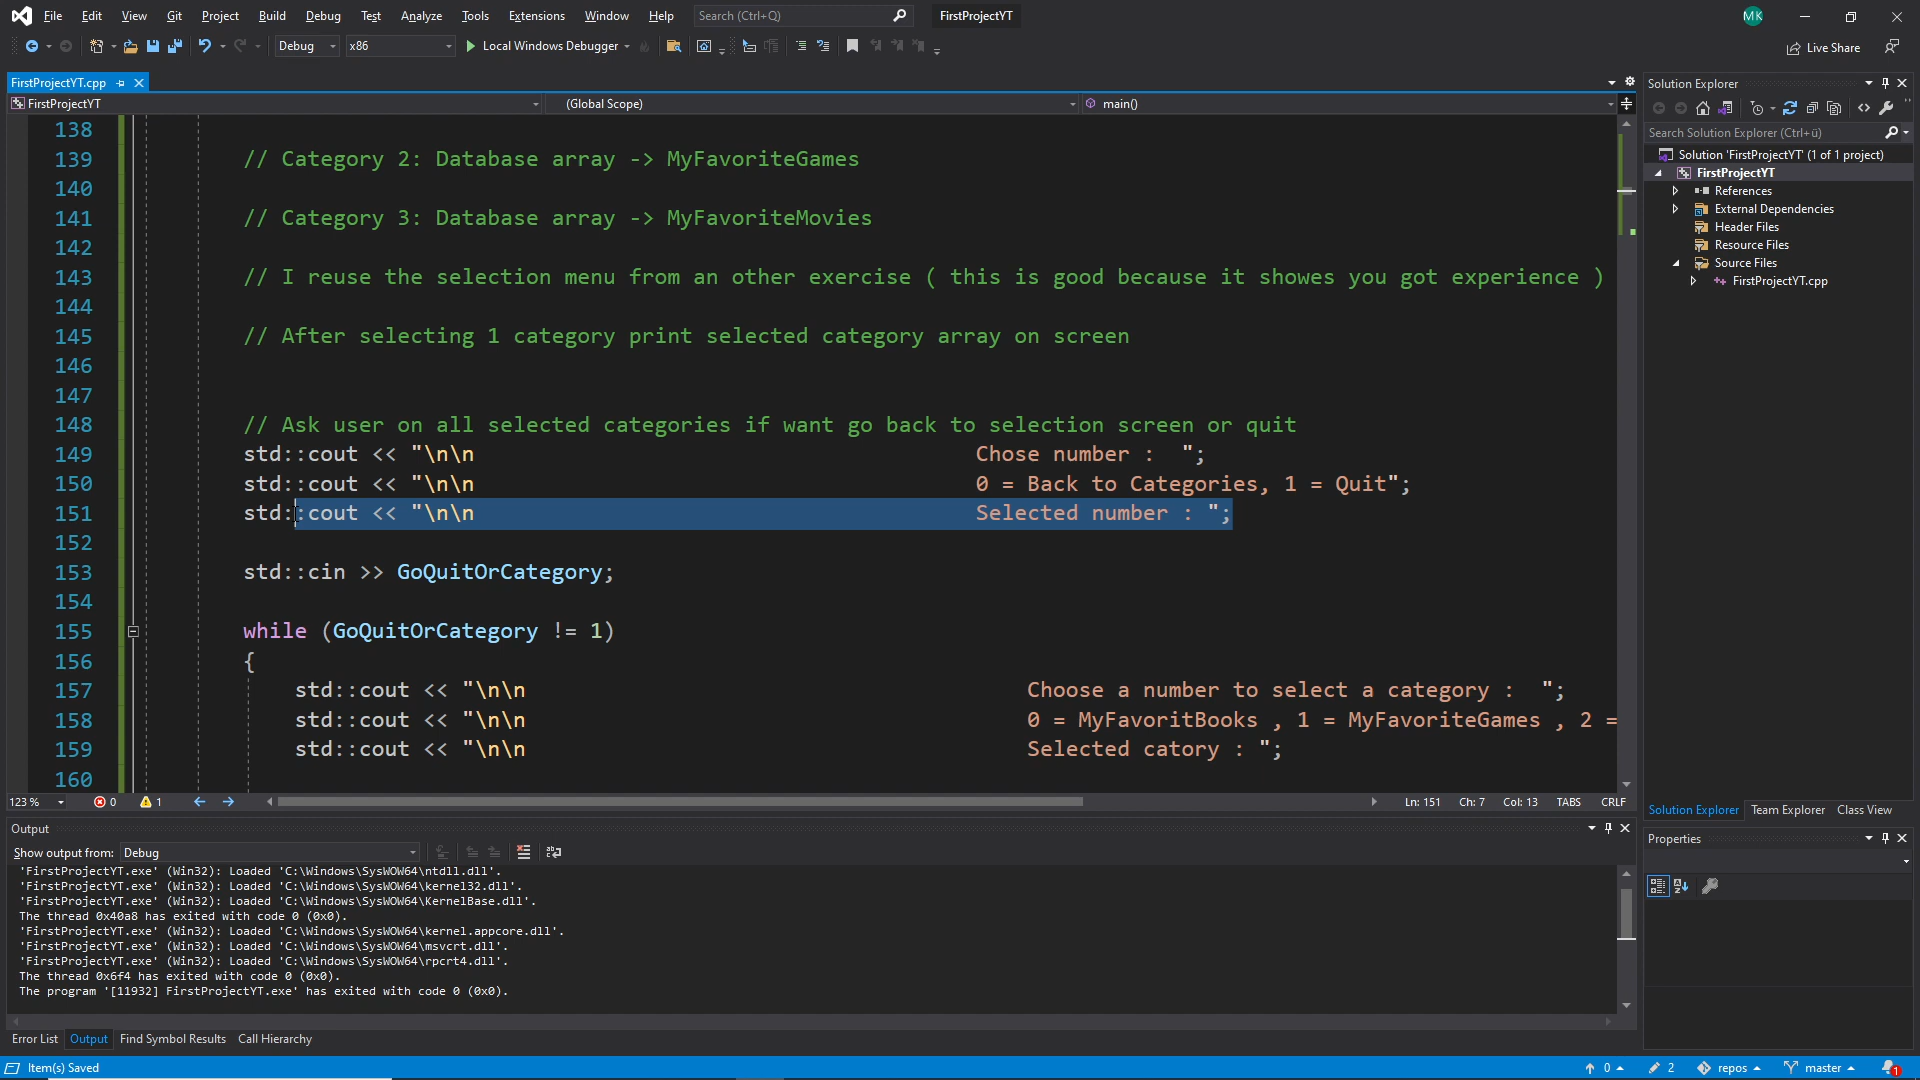 File Edit View Git Project Build Debug Test Analyze Tools Extensions Window Help Search (Ctrl+Q) FirstProjectYT MK
Debug x86 Local Windows Debugger Live Share
FirstProjectYT.cpp
FirstProjectYT (Global Scope) main()
138
139 // Category 2: Database array -> MyFavoriteGames
140
141 // Category 3: Database array -> MyFavoriteMovies
142
143 // I reuse the selection menu from an other exercise ( this is good because it showes you got experience )
144
145 // After selecting 1 category print selected category array on screen
146
147
148 // Ask user on all selected categories if want go back to selection screen or quit
149 std::cout << "\n\n Chose number :  ";
150 std::cout << "\n\n 0 = Back to Categories, 1 = Quit";
151 std::cout << "\n\n Selected number : ";
152
153 std::cin >> GoQuitOrCategory;
154
155 while (GoQuitOrCategory != 1)
156 {
157 std::cout << "\n\n Choose a number to select a category :  ";
158 std::cout << "\n\n 0 = MyFavoritBooks , 1 = MyFavoriteGames , 2 =
159 std::cout << "\n\n Selected catory : ";
160
123 % 0 1 Ln: 151 Ch: 7 Col: 13 TABS CRLF
Output
Show output from: Debug
'FirstProjectYT.exe' (Win32): Loaded 'C:\Windows\SysWOW64\ntdll.dll'.
'FirstProjectYT.exe' (Win32): Loaded 'C:\Windows\SysWOW64\kernel32.dll'.
'FirstProjectYT.exe' (Win32): Loaded 'C:\Windows\SysWOW64\KernelBase.dll'.
The thread 0x40a8 has exited with code 0 (0x0).
'FirstProjectYT.exe' (Win32): Loaded 'C:\Windows\SysWOW64\kernel.appcore.dll'.
'FirstProjectYT.exe' (Win32): Loaded 'C:\Windows\SysWOW64\msvcrt.dll'.
'FirstProjectYT.exe' (Win32): Loaded 'C:\Windows\SysWOW64\rpcrt4.dll'.
The thread 0x6f4 has exited with code 0 (0x0).
The program '[11932] FirstProjectYT.exe' has exited with code 0 (0x0).
Error List Output Find Symbol Results Call Hierarchy
Solution Explorer
Search Solution Explorer (Ctrl+ü)
Solution 'FirstProjectYT' (1 of 1 project)
FirstProjectYT
References
External Dependencies
Header Files
Resource Files
Source Files
FirstProjectYT.cpp
Solution Explorer Team Explorer Class View
Properties
Item(s) Saved 0 2 repos master 1